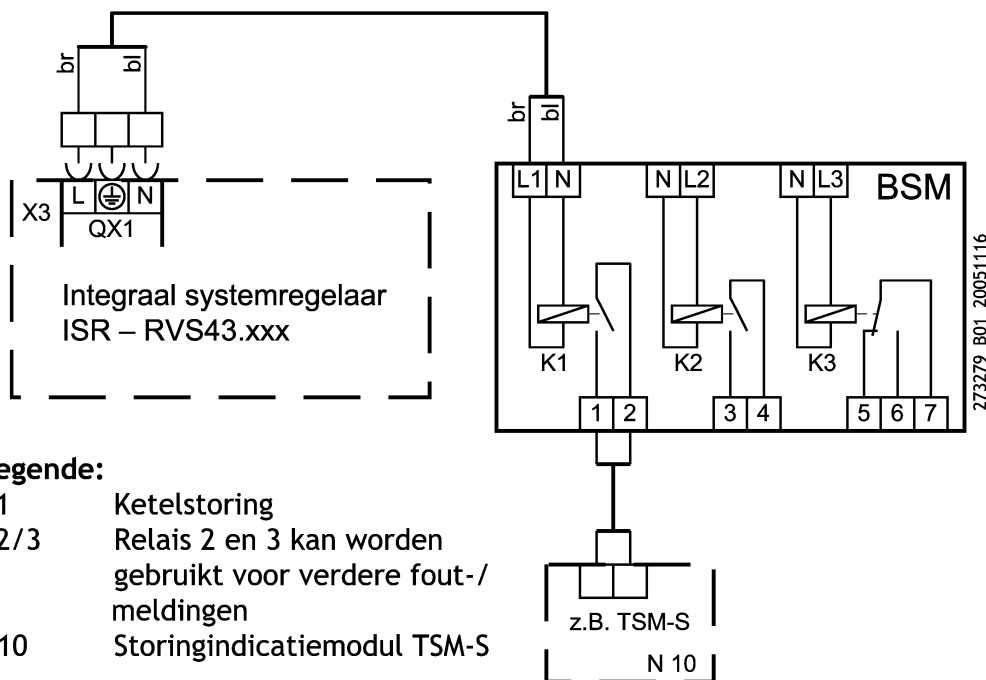 br
bl
br
bl
L1 N
N L2
N L3
BSM
X3
L
N
QX1
Integraal systemregelaar
ISR – RVS43.xxx
K1
K2
K3
1 2
3 4
5 6 7
273279 B01 20051116
egende:
1 Ketelstoring
2/3 Relais 2 en 3 kan worden
gebruikt voor verdere fout-/
meldingen
10 Storingindicatiemodul TSM-S
z.B. TSM-S
N 10